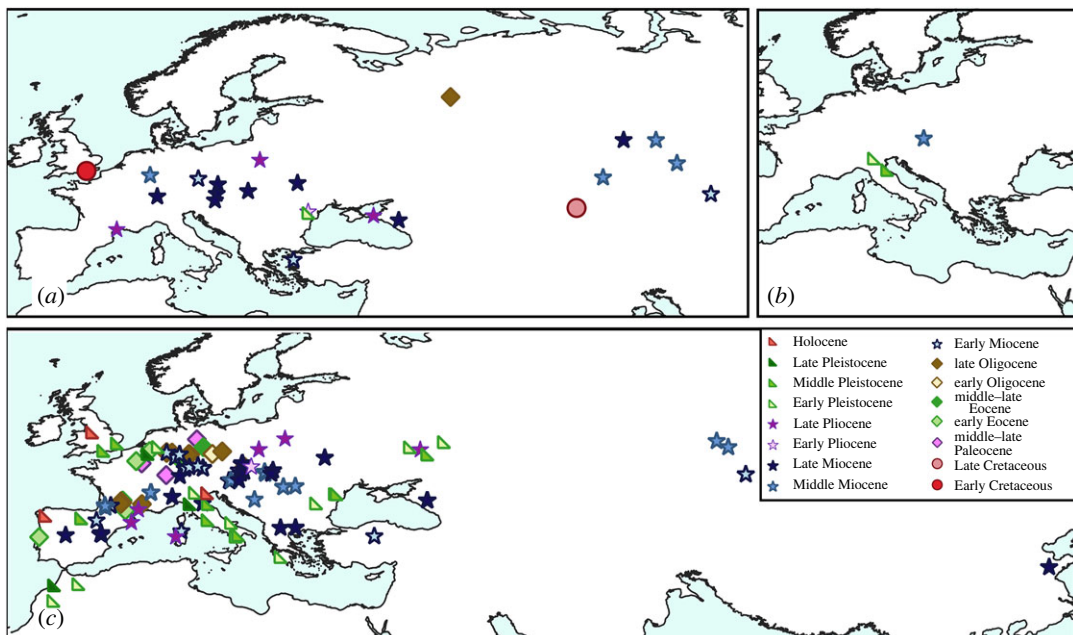 (a)
(b)
(c)
Holocene
Late Pleistocene
Middle Pleistocene
Early Pleistocene
Late Pliocene
Early Pliocene
Late Miocene
Middle Miocene
Early Miocene
late Oligocene
early Oligocene
middle–late
Eocene
early Eocene
middle–late
Paleocene
Late Cretaceous
Early Cretaceous